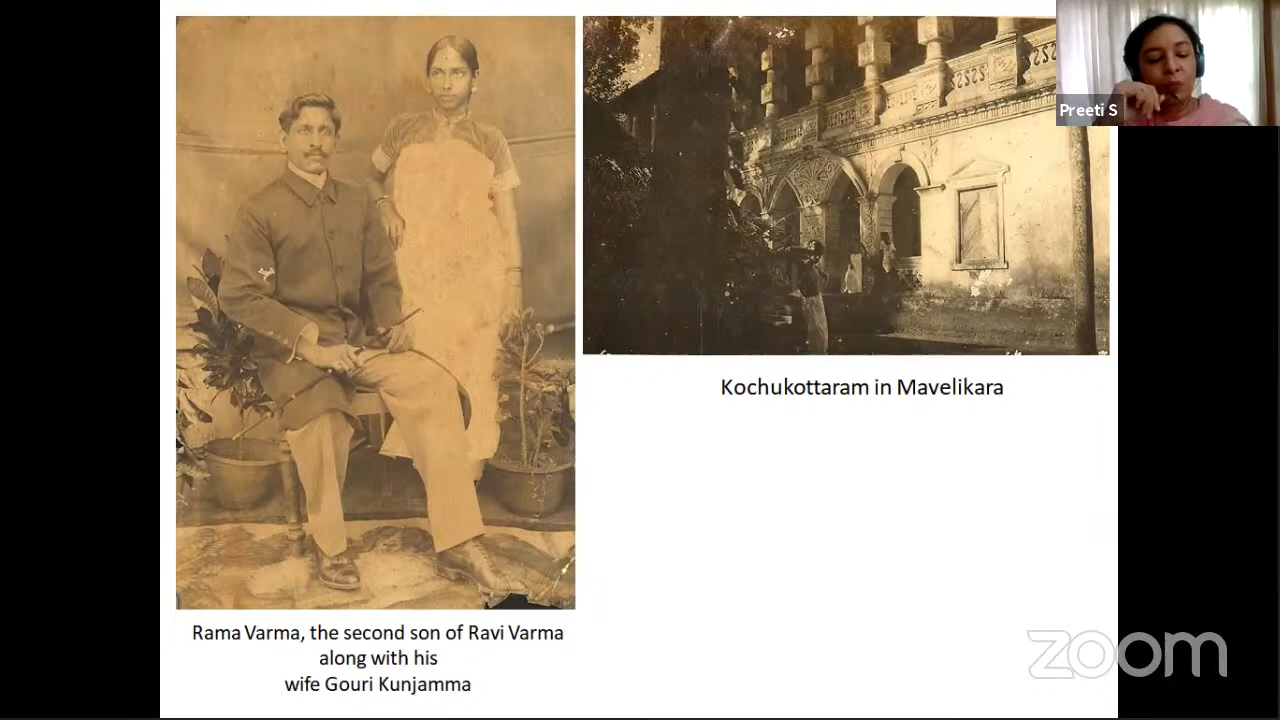 Preeti S
Kochukottaram in Mavelikara
Rama Varma, the second son of Ravi Varma
along with his
wife Gouri Kunjamma
zoom